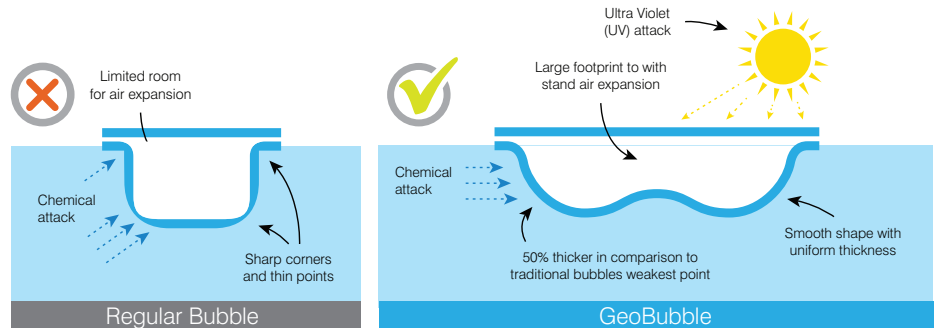 Limited room
for air expansion
Chemical
attack
Sharp corners
and thin points
Regular Bubble
Ultra Violet
(UV) attack
Large footprint to with
stand air expansion
Chemical
attack
50% thicker in comparison to
traditional bubbles weakest point
Smooth shape with
uniform thickness
GeoBubble